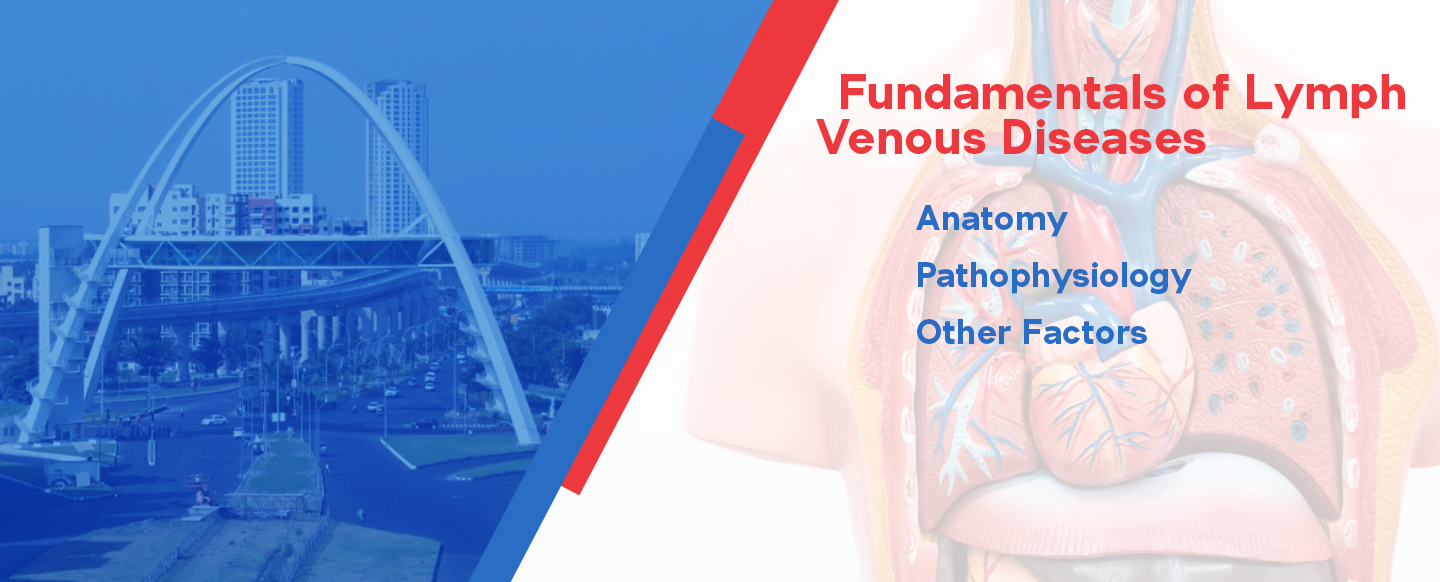 Fundamentals of Lymph
Venous Diseases
Anatomy
Pathophysiology
Other Factors